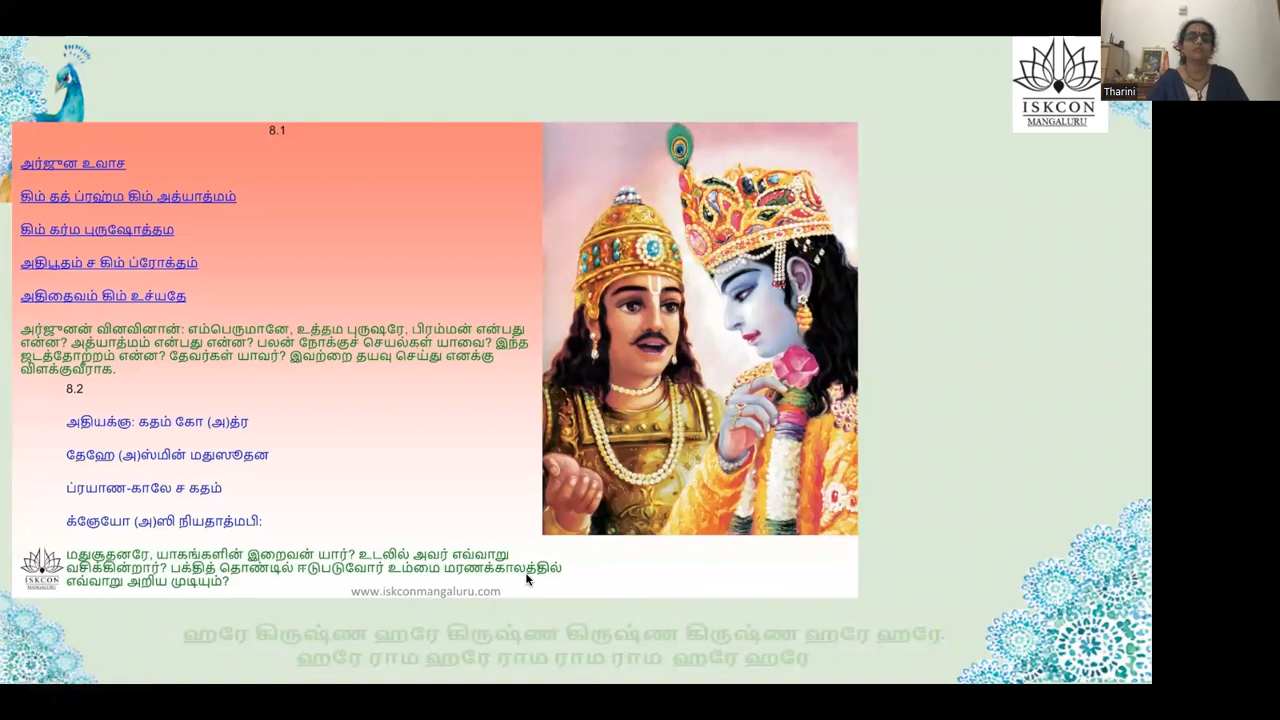 ISKCON
MANGALURU
Tharini
8.1
அர்ஜுன உவாச
கிம் தத் ப்ரஹ்ம கிம் அத்யாத்மம்
கிம் கர்ம புருஷோத்தம
அதிபூதம் ச கிம் ப்ரோக்தம்
அதிதைவம் கிம் உச்யதே
அர்ஜுனன் வினவினான்: எம்பெருமானே, உத்தம புருஷரே, பிரம்மன் என்பது
என்ன? அத்யாத்மம் என்பது என்ன? பலன் நோக்குச் செயல்கள் யாவை? இந்த
ஜடத்தோற்றம் என்ன? தேவர்கள் யாவர்? இவற்றை தயவு செய்து எனக்கு
விளக்குவீராக.
8.2
அதியக்ஞ: கதம் கோ (அ)த்ர
தேஹே (அ)ஸ்மின் மதுஸூதன
ப்ரயாண-காலே ச கதம்
க்ஞேயோ (அ)ஸி நியதாத்மபி:
மதுசூதனரே, யாகங்களின் இறைவன் யார்? உடலில் அவர் எவ்வாறு
வசிக்கின்றார்? பக்தித் தொண்டில் ஈடுபடுவோர் உம்மை மரணக்காலத்தில்
எவ்வாறு அறிய முடியும்?
ISKCON
MANGALURU
www.iskconmangaluru.com
ஹரே கிருஷ்ண ஹரே கிருஷ்ண கிருஷ்ண கிருஷ்ண ஹரே ஹரே
ஹரே ராம ஹரே ராம ராம ராம ஹரே ஹரே